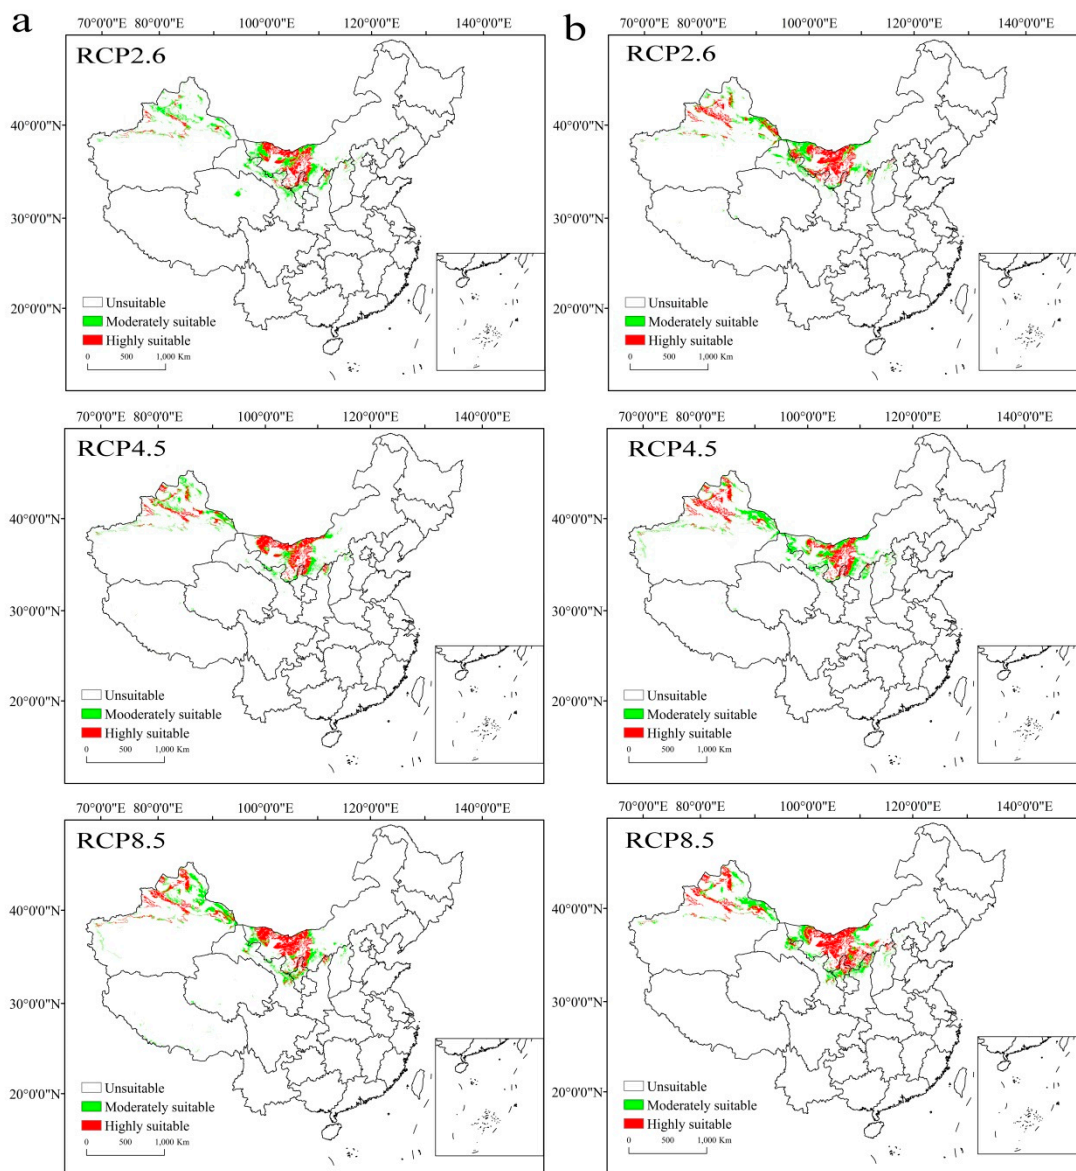 a
70°0'0"E 80°0'0"E 100°0'0"E 120°0'0"E 140°0'0"E
RCP2.6
40°0'0"N
30°0'0"N
20°0'0"N
Unsuitable
Moderately suitable
Highly suitable
0 500 1,000 Km
b
70°0'0"E 80°0'0"E 100°0'0"E 120°0'0"E 140°0'0"E
RCP2.6
40°0'0"N
30°0'0"N
20°0'0"N
Unsuitable
Moderately suitable
Highly suitable
0 500 1,000 Km
70°0'0"E 80°0'0"E 100°0'0"E 120°0'0"E 140°0'0"E
RCP4.5
40°0'0"N
30°0'0"N
20°0'0"N
Unsuitable
Mooderately suitable
Highly suitable
0 500 1,000 Km
70°0'0"E 80°0'0"E 100°0'0"E 120°0'0"E 140°0'0"E
RCP4.5
40°0'0"N
30°0'0"N
20°0'0"N
Unsuitable
Moderately suitable
Highly suitable
0 500 1,000 Km
70°0'0"E 80°0'0"E 100°0'0"E 120°0'0"E 140°0'0"E
RCP8.5
40°0'0"N
30°0'0"N
20°0'0"N
Unsuitable
Moderately suitable
Highly suitable
0 500 1,000 Km
70°0'0"E 80°0'0"E 100°0'0"E 120°0'0"E 140°0'0"E
RCP8.5
40°0'0"N
30°0'0"N
20°0'0"N
Unsuitable
Moderately suitable
Highly suitable
0 500 1,000 Km